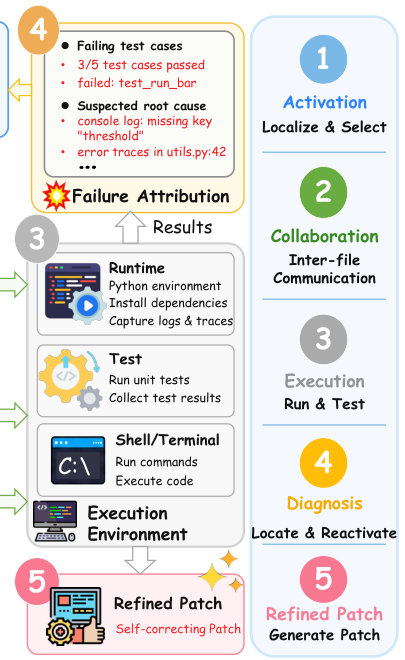 4
● Failing test cases
• 3/5 test cases passed
• failed: test_run_bar
● Suspected root cause
• console log: missing key
"threshold"
• error traces in utils.py:42
...
Failure Attribution
Results
3
Runtime
Python environment
Install dependencies
Capture logs & traces
Test
Run unit tests
Collect test results
</>
Shell/Terminal
Run commands
Execute code
C:\
Execution
Environment
5
Refined Patch
Self-correcting Patch
1
Activation
Localize & Select
2
Collaboration
Inter-file
Communication
3
Execution
Run & Test
4
Diagnosis
Locate & Reactivate
5
Refined Patch
Generate Patch